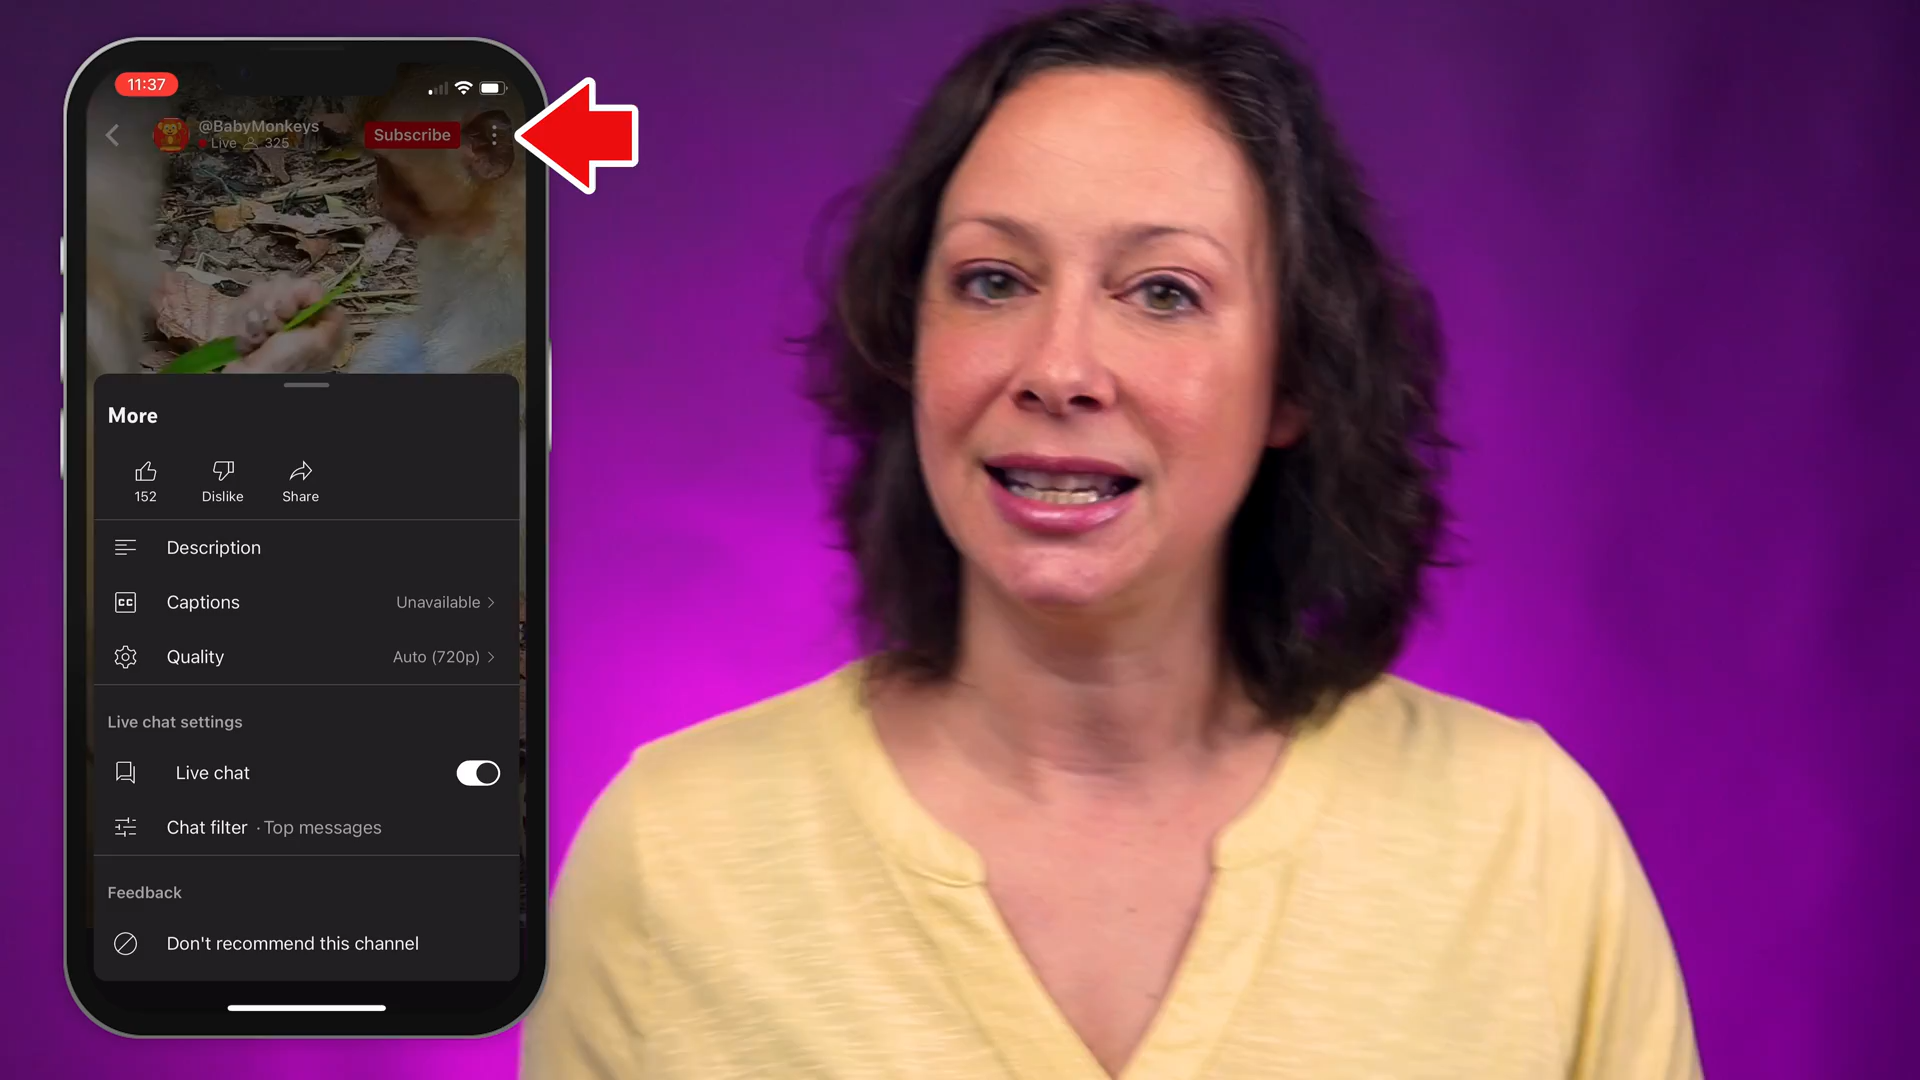 11:37
@BabyMonkeys
Live 325
Subscribe
More
152
Dislike
Share
Description
CC
Captions
Unavailable
Quality
Auto (720p)
Live chat settings
Live chat
Chat filter · Top messages
Feedback
Don't recommend this channel